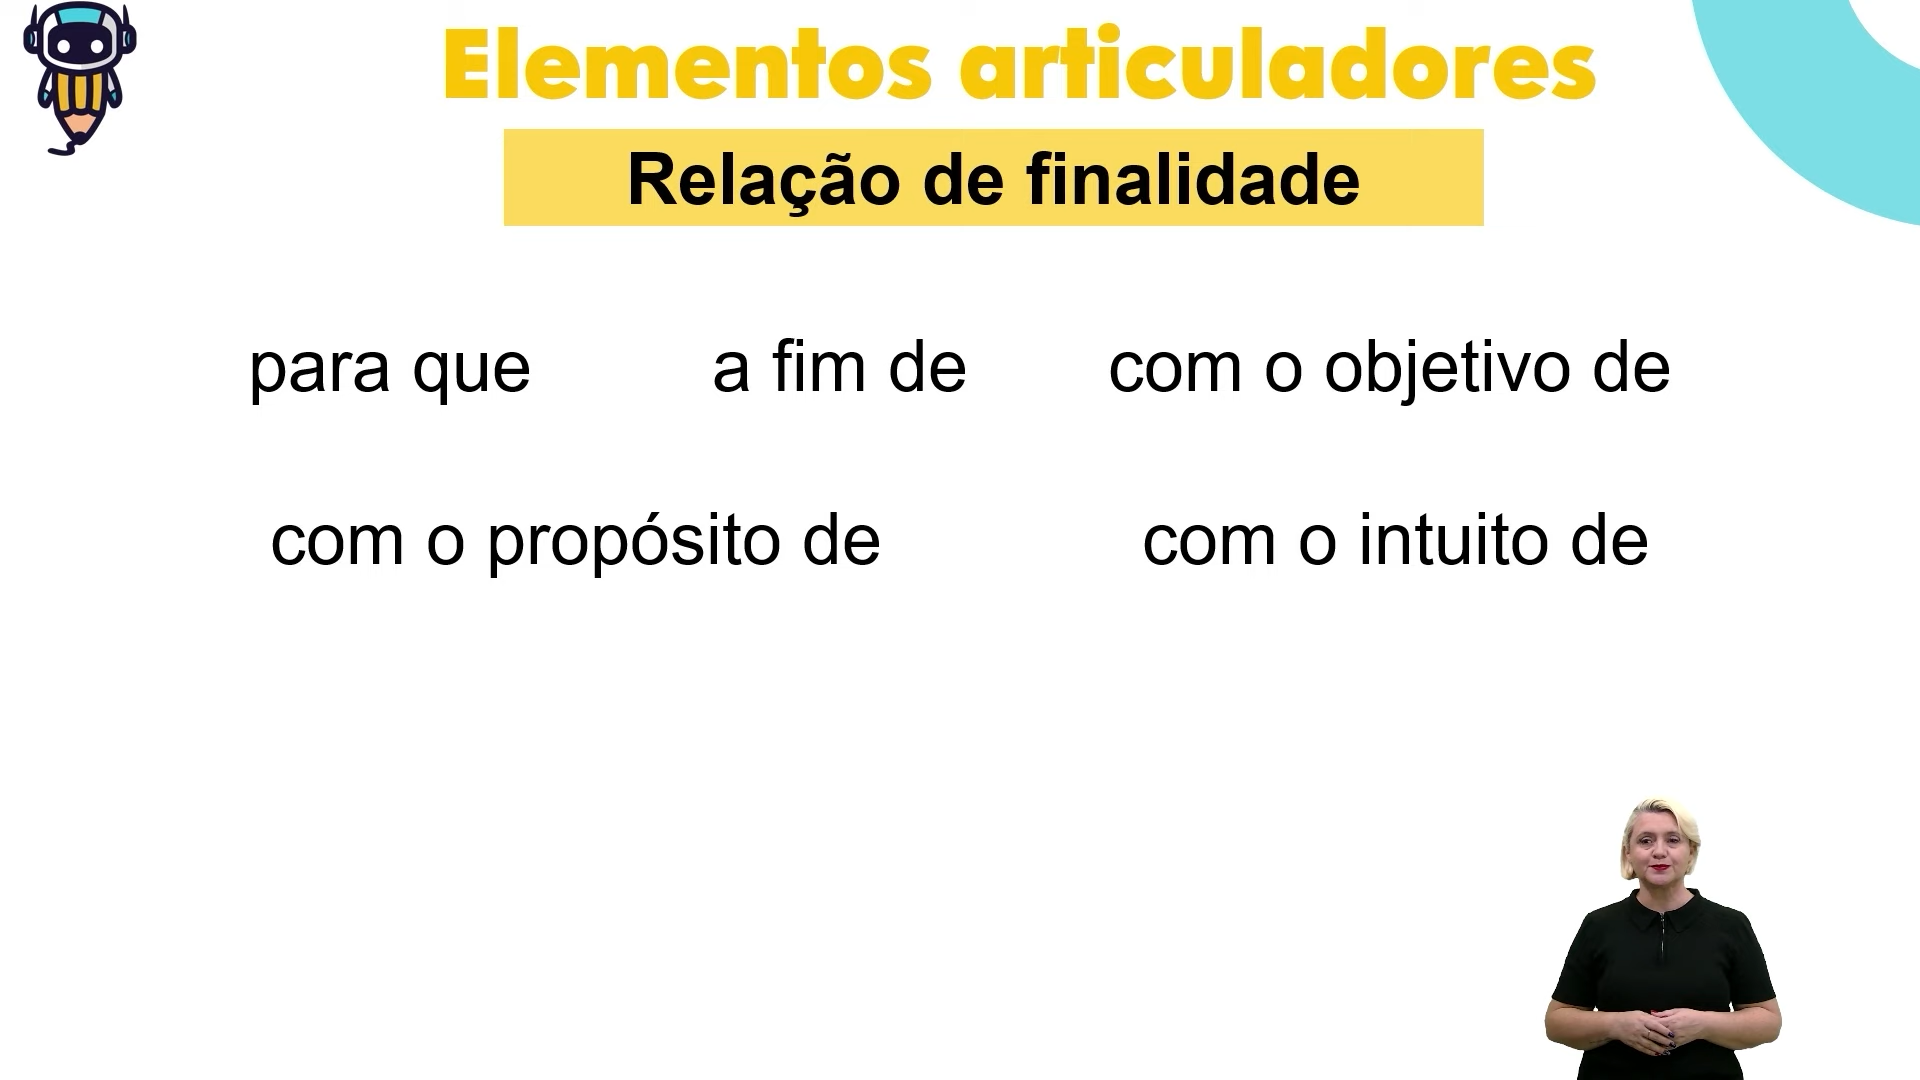 Elementos articuladores
Relação de finalidade
para que a fim de com o objetivo de
com o propósito de com o intuito de